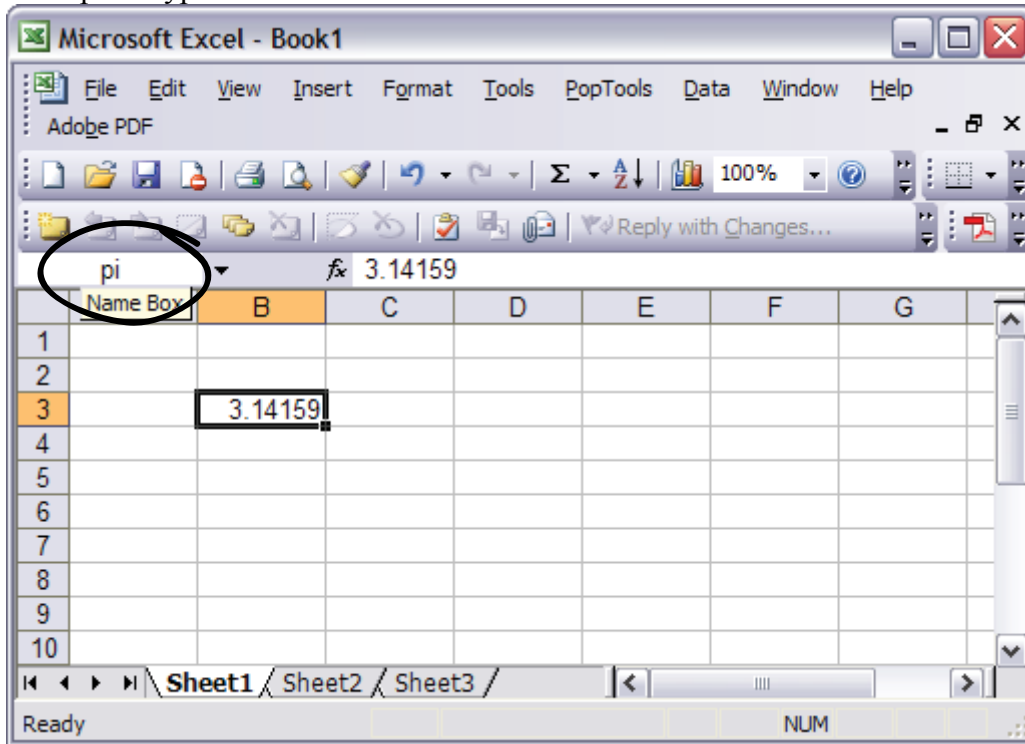 Microsoft Excel - Book1
File Edit View Insert Format Tools PopTools Data Window Help
Adobe PDF
Σ A Z 100% ?
Reply with Changes...
pi fx 3.14159
Name Box B C D E F G
1
2
3 3.14159
4
5
6
7
8
9
10
Sheet1 Sheet2 Sheet3
Ready NUM